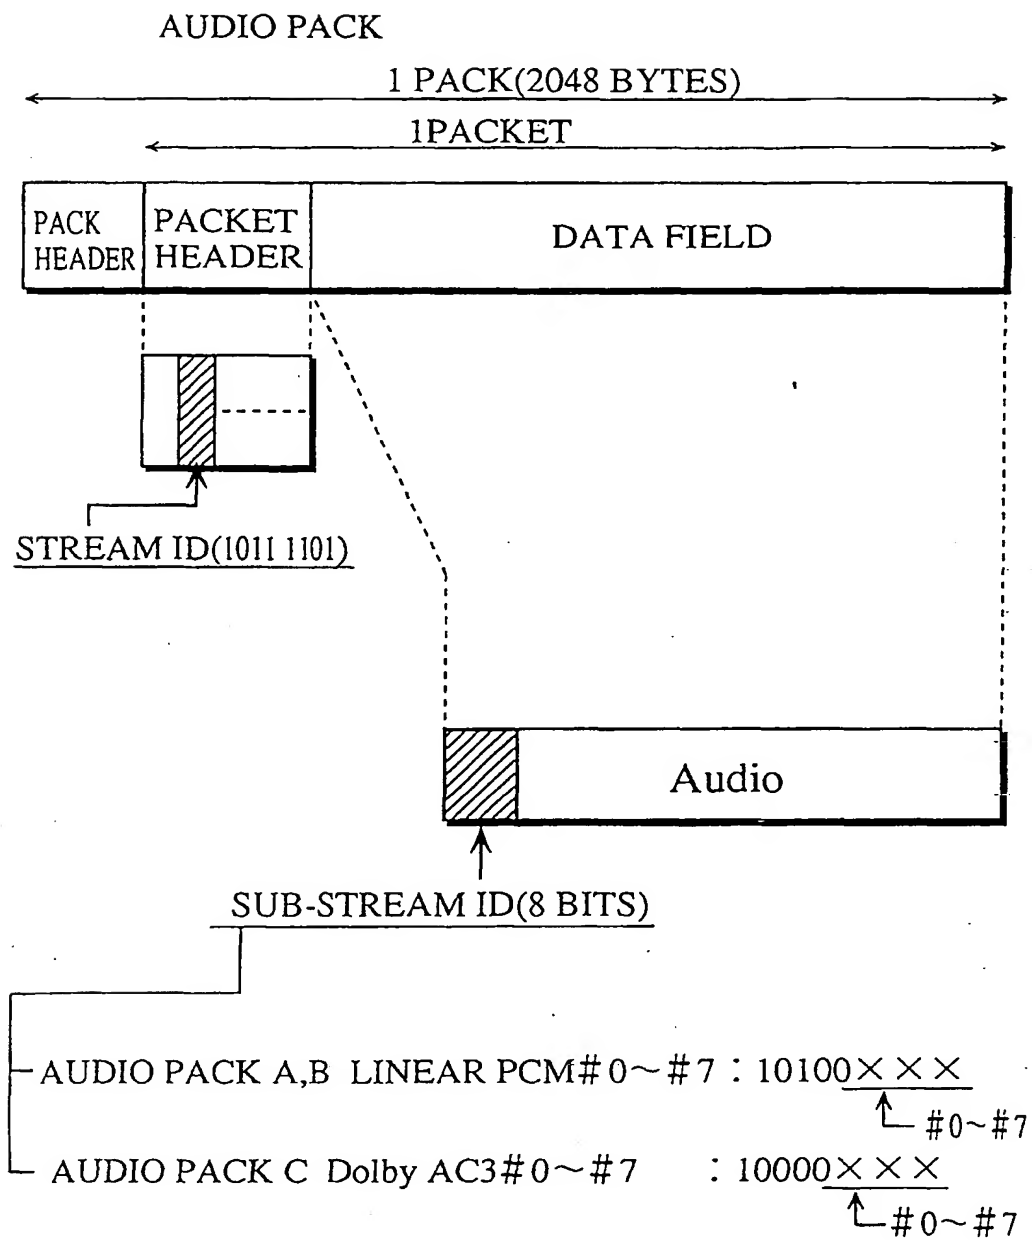 AUDIO PACK
1 PACK(2048 BYTES)
1PACKET
PACK HEADER
PACKET HEADER
DATA FIELD
STREAM ID(1011 1101)
Audio
SUB-STREAM ID(8 BITS)
AUDIO PACK A,B LINEAR PCM#0~#7 : 10100×××
#0~#7
AUDIO PACK C Dolby AC3#0~#7 : 10000×××
#0~#7